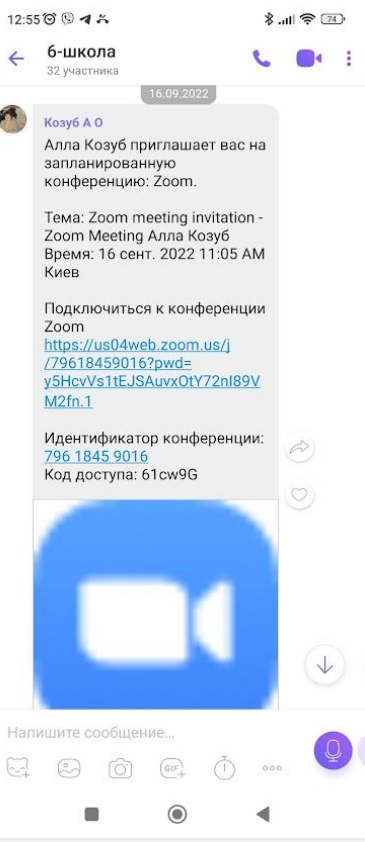 12:55
74
6-школа
32 участника
16.09.2022
Козуб А О
Алла Козуб приглашает вас на
запланированную
конференцию: Zoom.
Тема: Zoom meeting invitation -
Zoom Meeting Алла Козуб
Время: 16 сент. 2022 11:05 AM
Киев
Подключиться к конференции
Zoom
https://us04web.zoom.us/j
/79618459016?pwd=
y5HcvVs1tEJSAuvxOtY72nI89V
M2fn.1
Идентификатор конференции:
796 1845 9016
Код доступа: 61cw9G
Напишите сообщение...
GIF